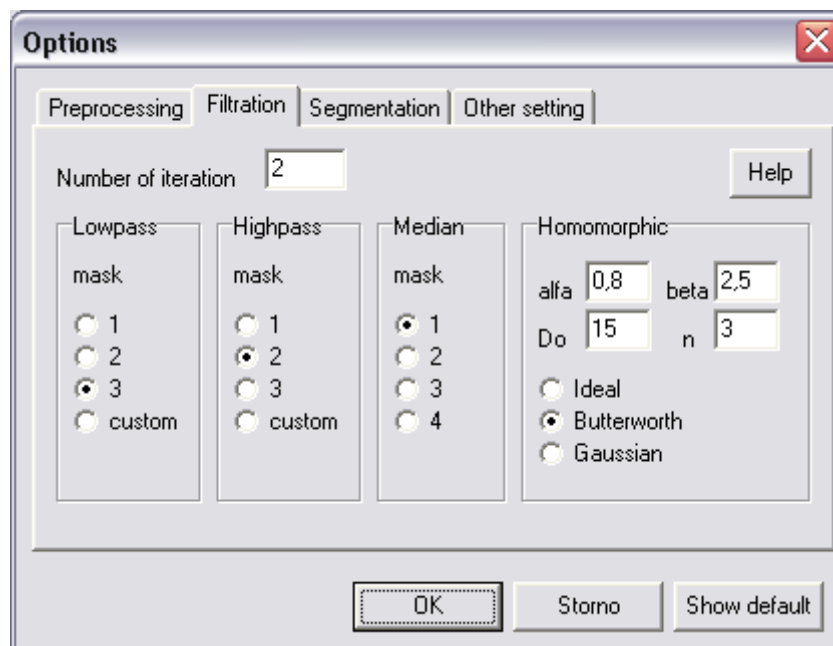 Options
Preprocessing Filtration Segmentation Other setting
Number of iteration 2 Help
Lowpass
mask
1
2
3
custom
Highpass
mask
1
2
3
custom
Median
mask
1
2
3
4
Homomorphic
alfa 0,8 beta 2,5
Do 15 n 3
Ideal
Butterworth
Gaussian
OK Storno Show default